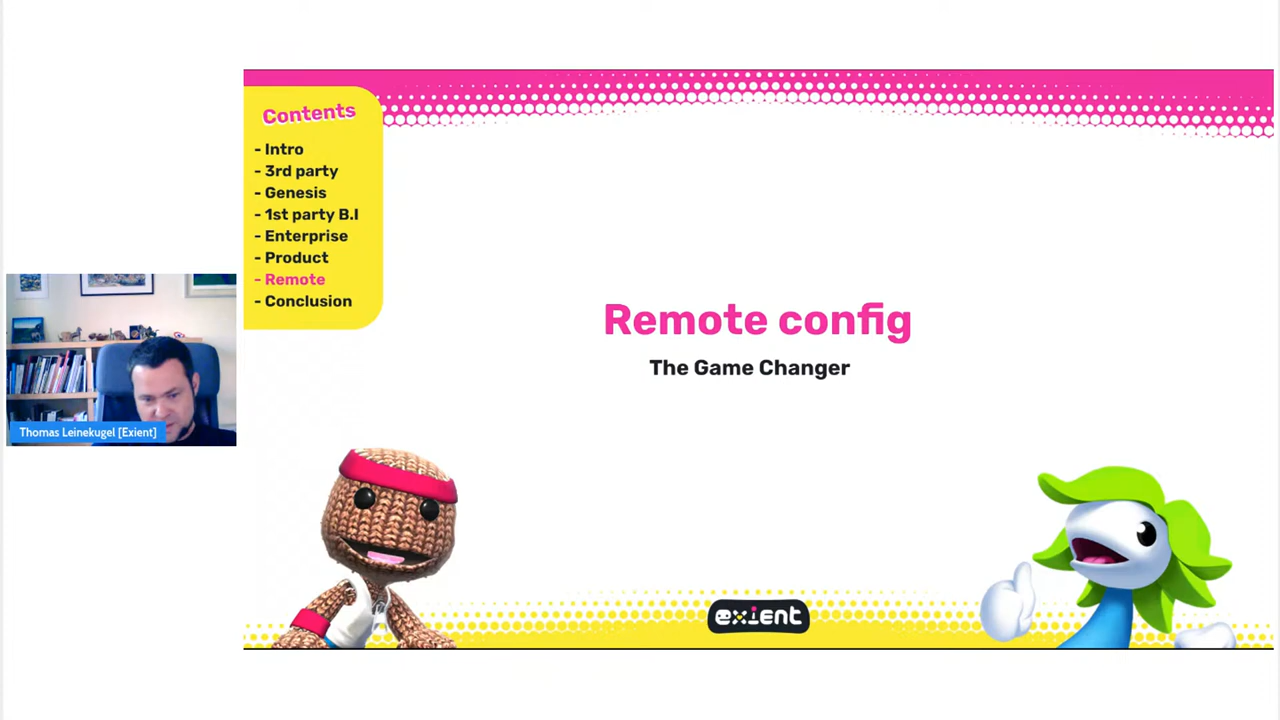 Contents
- Intro
- 3rd party
- Genesis
- 1st party B.I
- Enterprise
- Product
- Remote
- Conclusion
Remote config
The Game Changer
Thomas Leinekugel [Exient]
exient